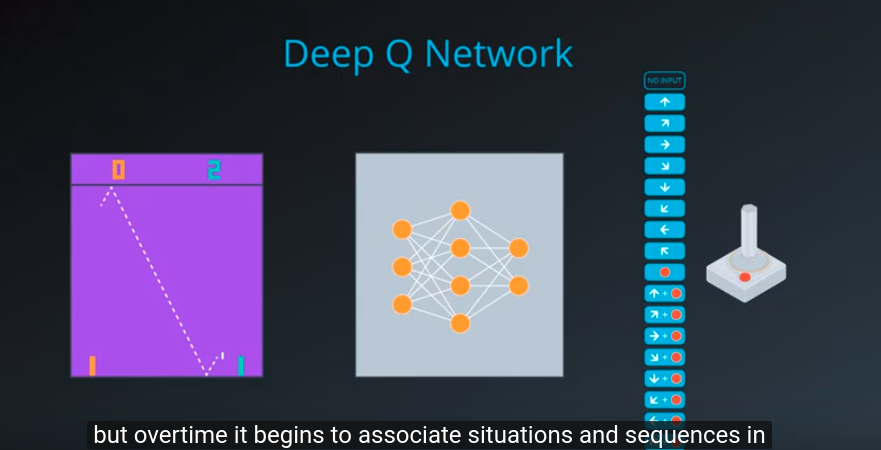 Deep Q Network
NO INPUT
0 2
but overtime it begins to associate situations and sequences in